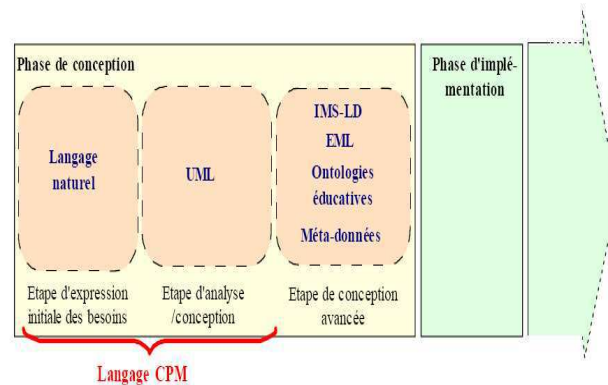 Phase de conception
Langage
naturel
UML
IMS-LD
EML
Ontologies
éducatives
Méta-données
Etape d'expression
initiale des besoins
Etape d'analyse
/conception
Etape de conception
avancée
Langage CPM
Phase d'implé-
mentation